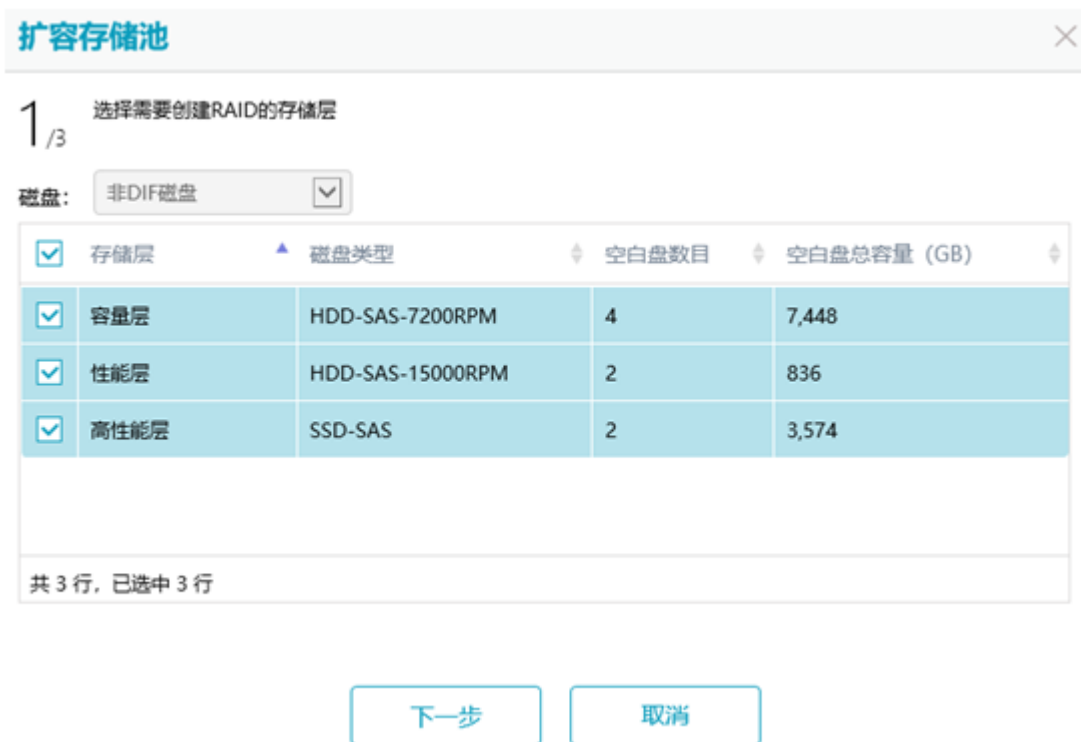 扩容存储池
1/3 选择需要创建RAID的存储层
磁盘： 非DIF磁盘
存储层 磁盘类型 空白盘数目 空白盘总容量（GB）
容量层 HDD-SAS-7200RPM 4 7,448
性能层 HDD-SAS-15000RPM 2 836
高性能层 SSD-SAS 2 3,574
共 3 行，已选中 3 行
下一步 取消